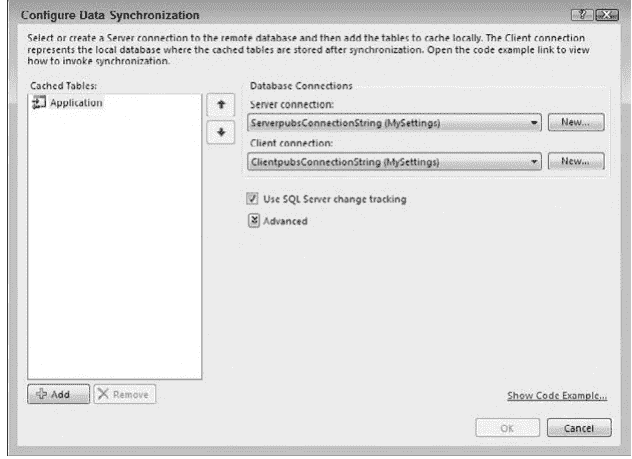 Configure Data Synchronization
Select or create a Server connection to the remote database and then add the tables to cache locally. The Client connection
represents the local database where the cached tables are stored after synchronization. Open the code example link to view
how to invoke synchronization.
Cached Tables:
Application
Database Connections
Server connection:
ServerpubsConnectionString (MySettings)
New...
Client connection:
ClientpubsConnectionString (MySettings)
New...
Use SQL Server change tracking
Advanced
Add
Remove
Show Code Example...
OK
Cancel